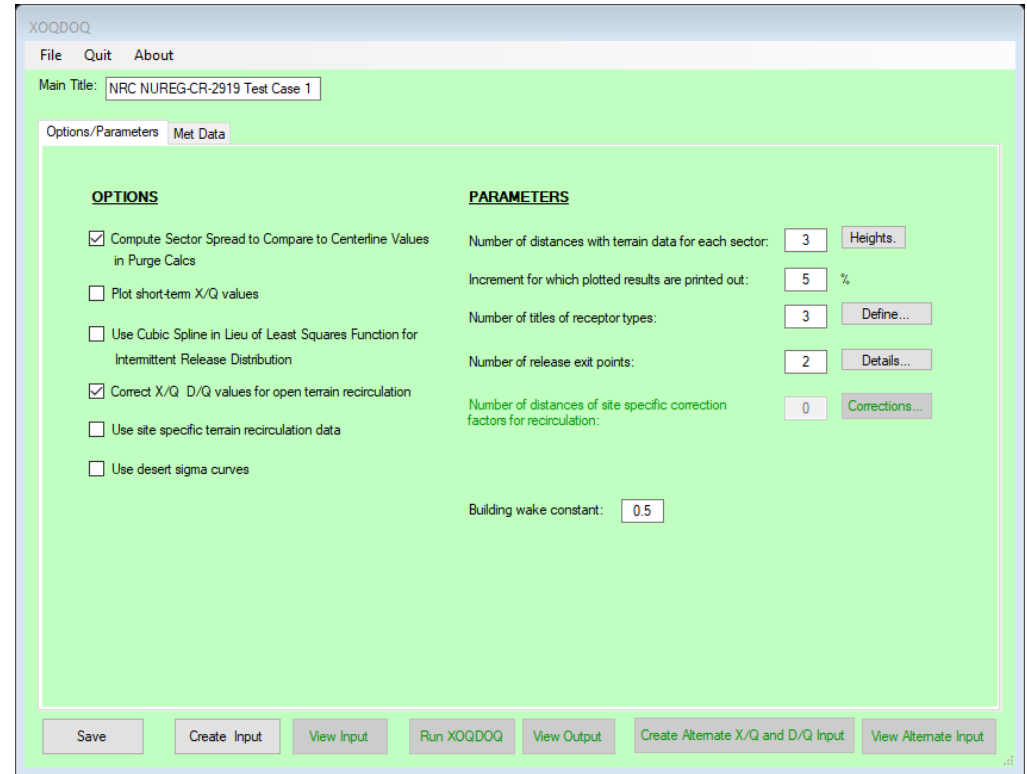 XOQDOQ
File Quit About
Main Title: NRC NUREG-CR-2919 Test Case 1
Options/Parameters Met Data
OPTIONS
Compute Sector Spread to Compare to Centerline Values
in Purge Calcs
Plot short-term X/Q values
Use Cubic Spline in Lieu of Least Squares Function for
Intermittent Release Distribution
Correct X/Q D/Q values for open terrain recirculation
Use site specific terrain recirculation data
Use desert sigma curves
PARAMETERS
Number of distances with terrain data for each sector: 3 Heights.
Increment for which plotted results are printed out: 5 %
Number of titles of receptor types: 3 Define...
Number of release exit points: 2 Details...
Number of distances of site specific correction
factors for recirculation: 0 Corrections...
Building wake constant: 0.5
Save Create Input View Input Run XOQDOQ View Output Create Alternate X/Q and D/Q Input View Alternate Input